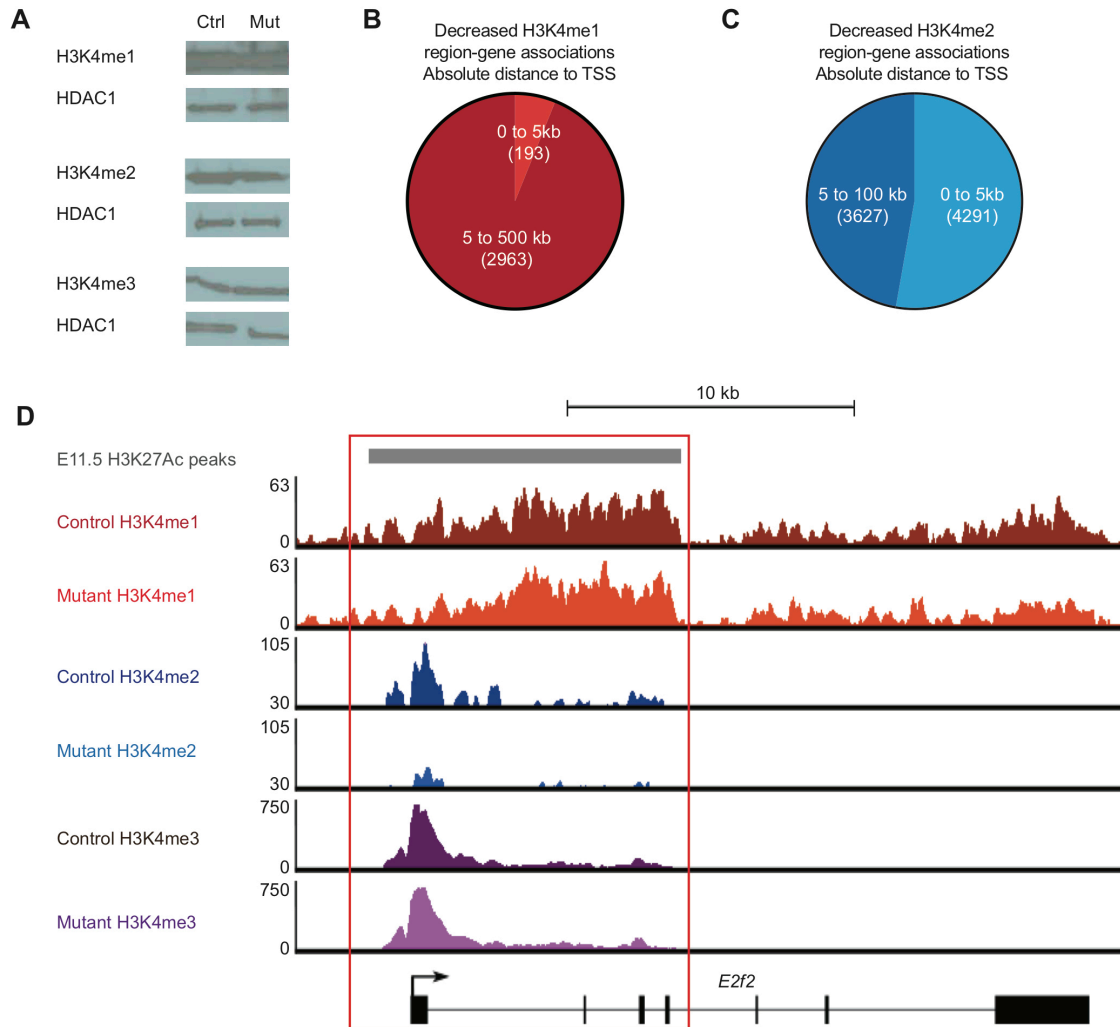 A
Ctrl Mut
H3K4me1
HDAC1
H3K4me2
HDAC1
H3K4me3
HDAC1
B
Decreased H3K4me1
region-gene associations
Absolute distance to TSS
0 to 5kb
(193)
5 to 500 kb
(2963)
C
Decreased H3K4me2
region-gene associations
Absolute distance to TSS
5 to 100 kb
(3627)
0 to 5kb
(4291)
D
10 kb
E11.5 H3K27Ac peaks
63
Control H3K4me1
0
63
Mutant H3K4me1
0
105
Control H3K4me2
30
105
Mutant H3K4me2
30
750
Control H3K4me3
0
750
Mutant H3K4me3
0
E2f2